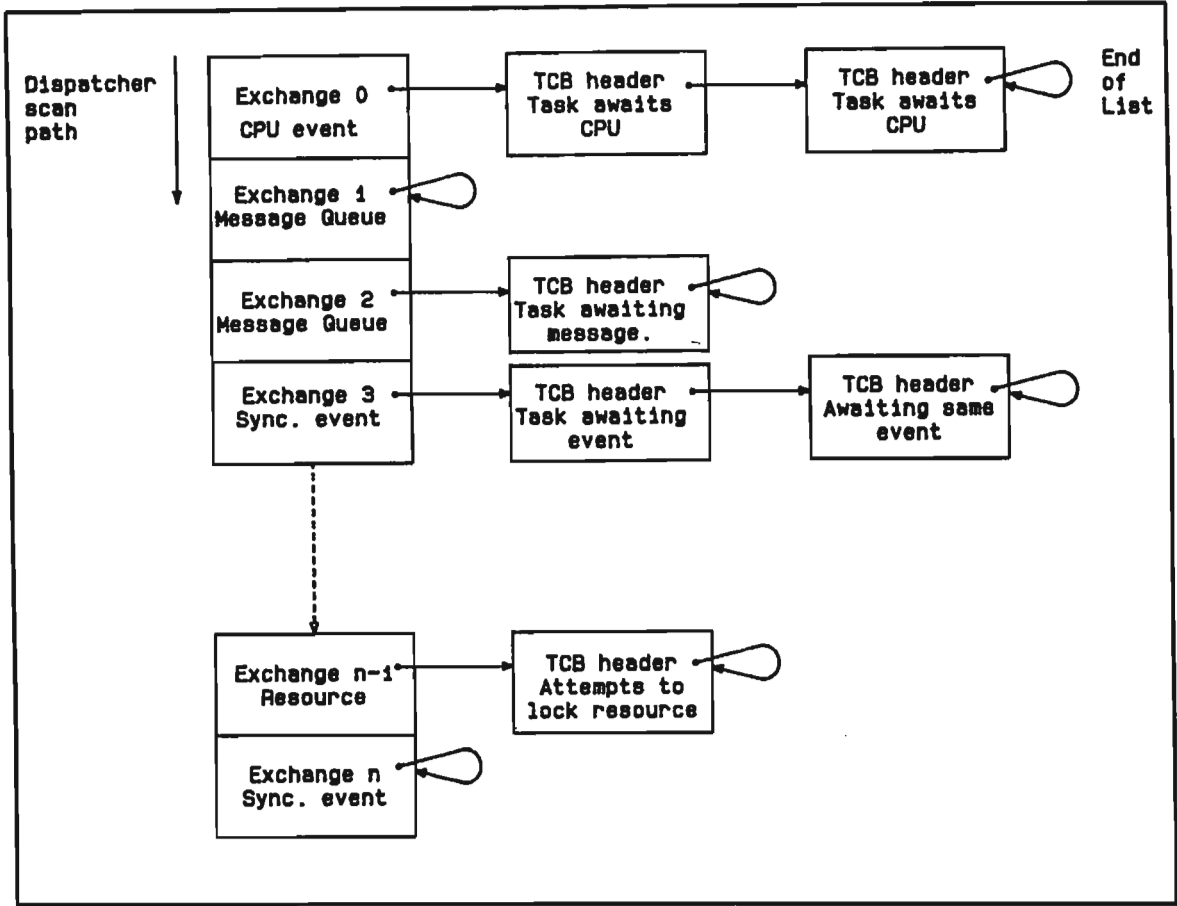 Dispatcher
scan
path
Exchange 0
CPU event
TCB header
Task awaits
CPU
TCB header
Task awaits
CPU
End
of
List
Exchange 1
Message Queue
Exchange 2
Message Queue
TCB header
Task awaiting
message.
Exchange 3
Sync. event
TCB header
Task awaiting
event
TCB header
Awaiting same
event
Exchange n-1
Resource
TCB header
Attempts to
lock resource
Exchange n
Sync. event